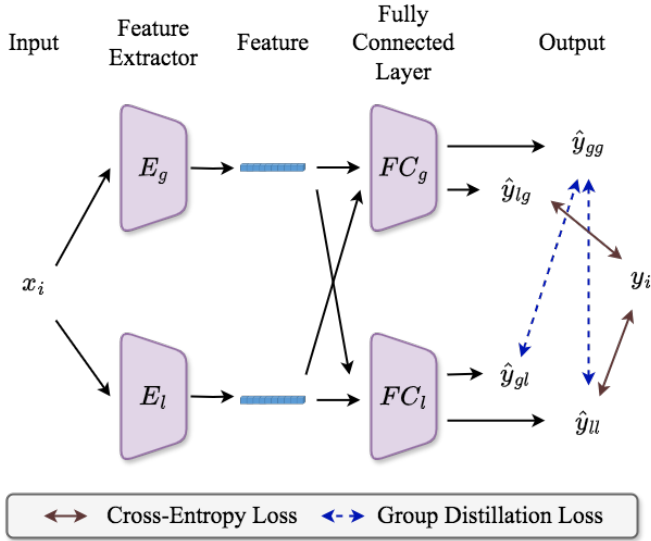 Input
Feature
Extractor
Feature
Fully
Connected
Layer
Output
E_g
FC_g
ŷ_gg
ŷ_lg
x_i
y_i
E_l
FC_l
ŷ_gl
ŷ_ll
Cross-Entropy Loss
Group Distillation Loss